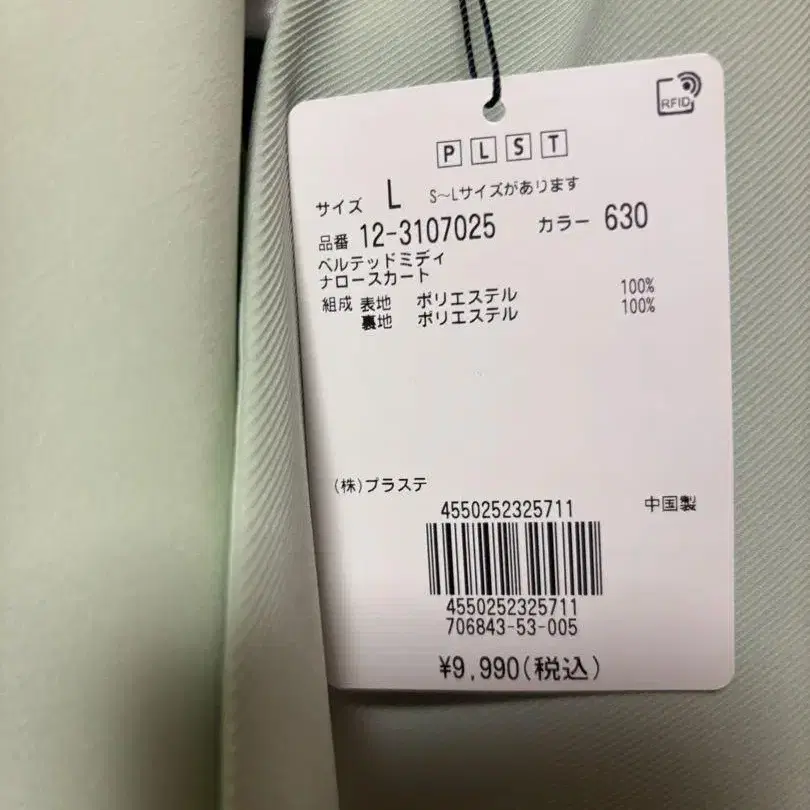 RFID
PLST
サイズ L S～Lサイズがあります
品番 12-3107025 カラー 630
ベルテッドミディ
ナロースカート
組成 表地 ポリエステル 100%
裏地 ポリエステル 100%
(株)プラステ
4550252325711 中国製
4550252325711
706843-53-005
¥9,990(税込)